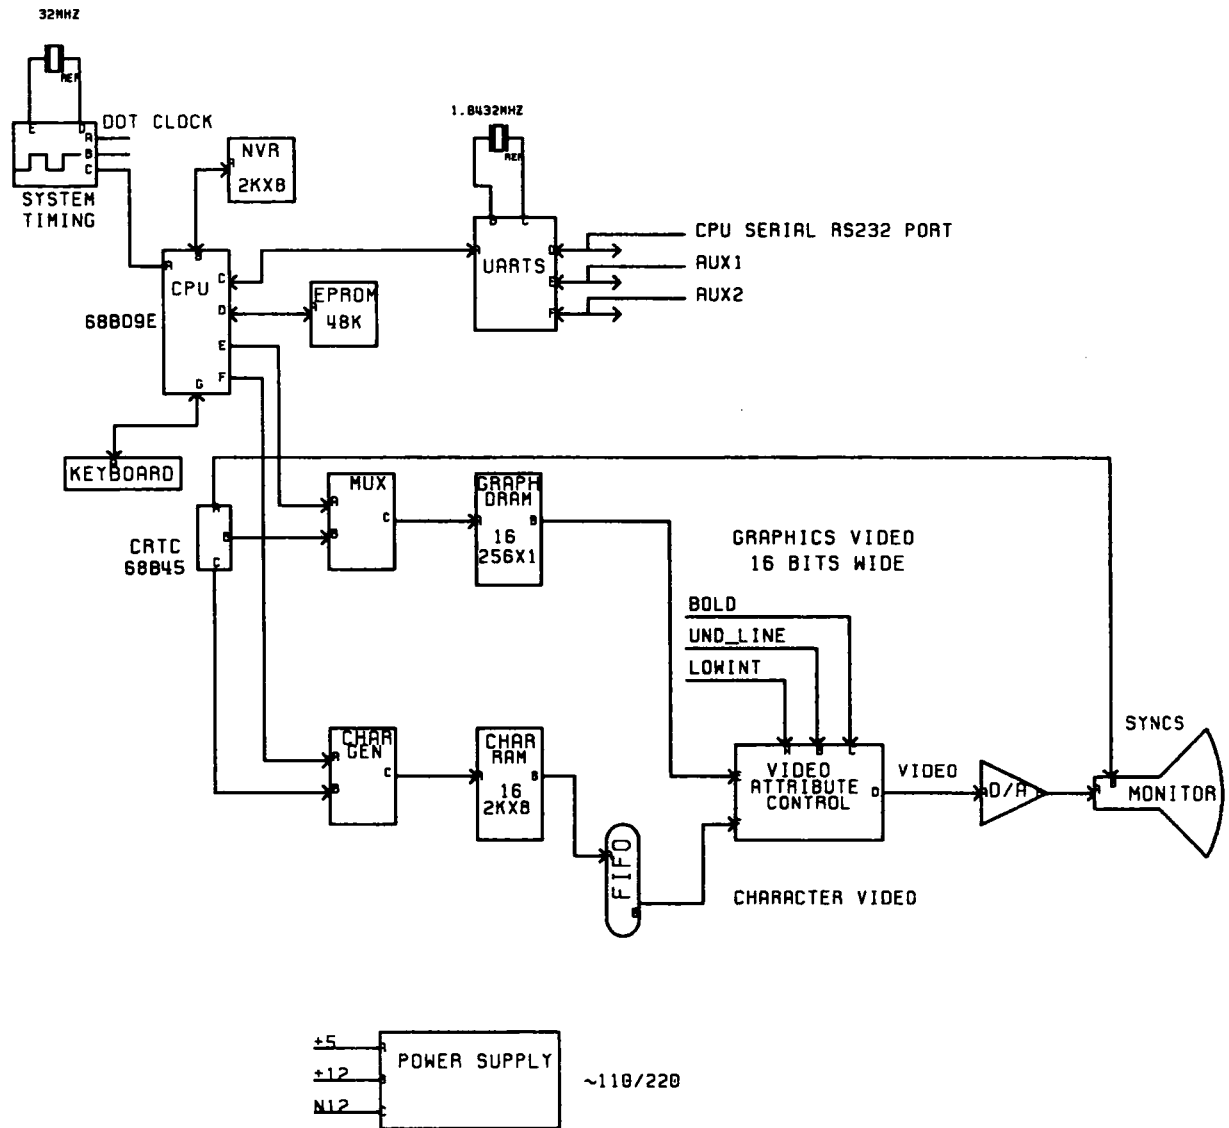 32MHZ
REF
E D
DOT CLOCK
A
B
C
SYSTEM
TIMING
1.8432MHZ
REF
NVR
A
2KX8
B C
CPU SERIAL RS232 PORT
A
UARTS
D
E
F
AUX1
AUX2
A
B
CPU
C
D
E
F
G
68B09E
EPROM
A
48K
KEYBOARD
A
B
C
CRTC
68B45
MUX
A
B
C
GRAPH
DRAM
A B
16
256X1
GRAPHICS VIDEO
16 BITS WIDE
BOLD
UND_LINE
LOWINT
CHAR
GEN
A
B
C
CHAR
RAM
A B
16
2KX8
FIFO
B
A B C
VIDEO
ATTRIBUTE
CONTROL
D
VIDEO
D/A
SYNCS
A
MONITOR
CHARACTER VIDEO
+5
+12
N12
A
B
C
POWER SUPPLY
~110/220